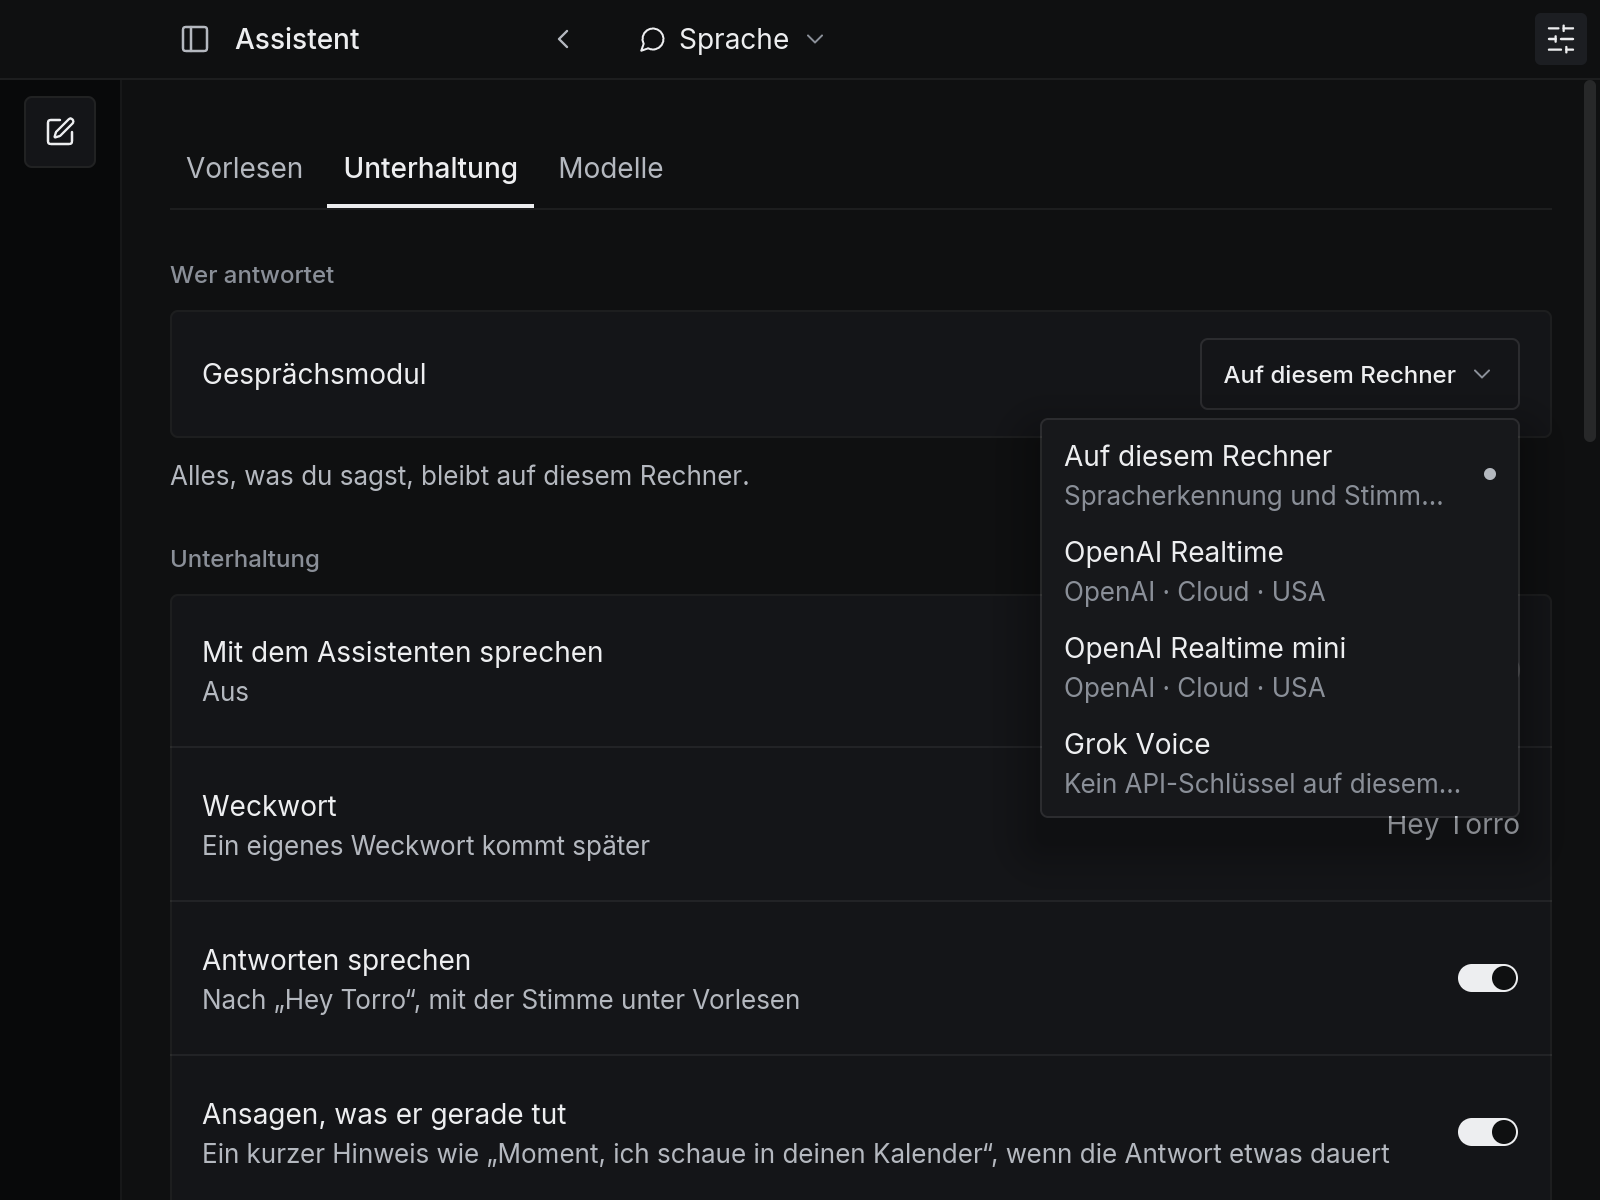 Assistent
Sprache
Vorlesen
Unterhaltung
Modelle
Wer antwortet
Gesprächsmodul
Auf diesem Rechner
Auf diesem Rechner
Spracherkennung und Stimm...
Alles, was du sagst, bleibt auf diesem Rechner.
OpenAI Realtime
OpenAI · Cloud · USA
OpenAI Realtime mini
OpenAI · Cloud · USA
Grok Voice
Kein API-Schlüssel auf diesem...
Unterhaltung
Mit dem Assistenten sprechen
Aus
Weckwort
Ein eigenes Weckwort kommt später
Hey Torro
Antworten sprechen
Nach „Hey Torro“, mit der Stimme unter Vorlesen
Ansagen, was er gerade tut
Ein kurzer Hinweis wie „Moment, ich schaue in deinen Kalender“, wenn die Antwort etwas dauert